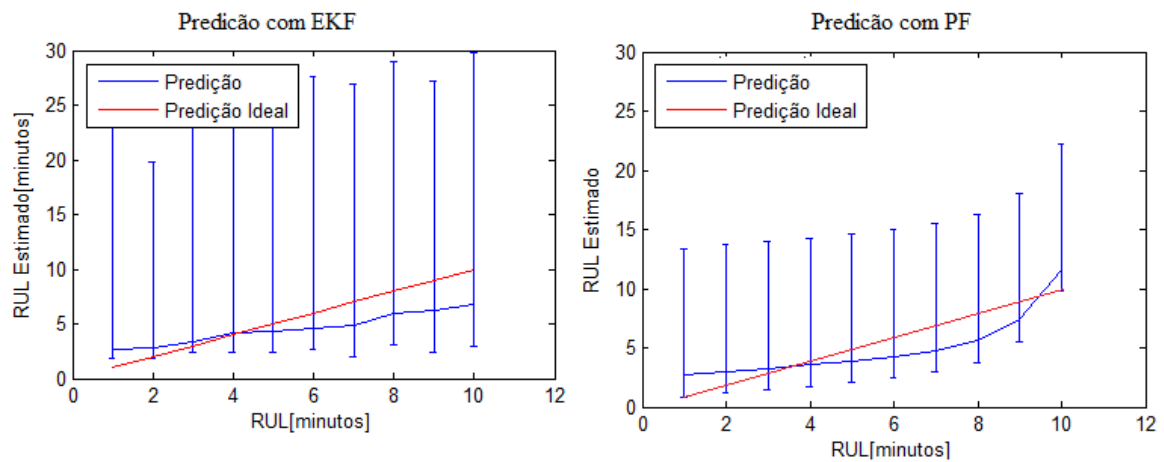 Predicão com EKF
30
25
20
15
10
5
0
RUL Estimado[minutos]
Predição
Predição Ideal
0 2 4 6 8 10 12
RUL[minutos]
Predicão com PF
30
25
20
15
10
5
0
RUL Estimado
Predição
Predição Ideal
0 2 4 6 8 10 12
RUL[minutos]